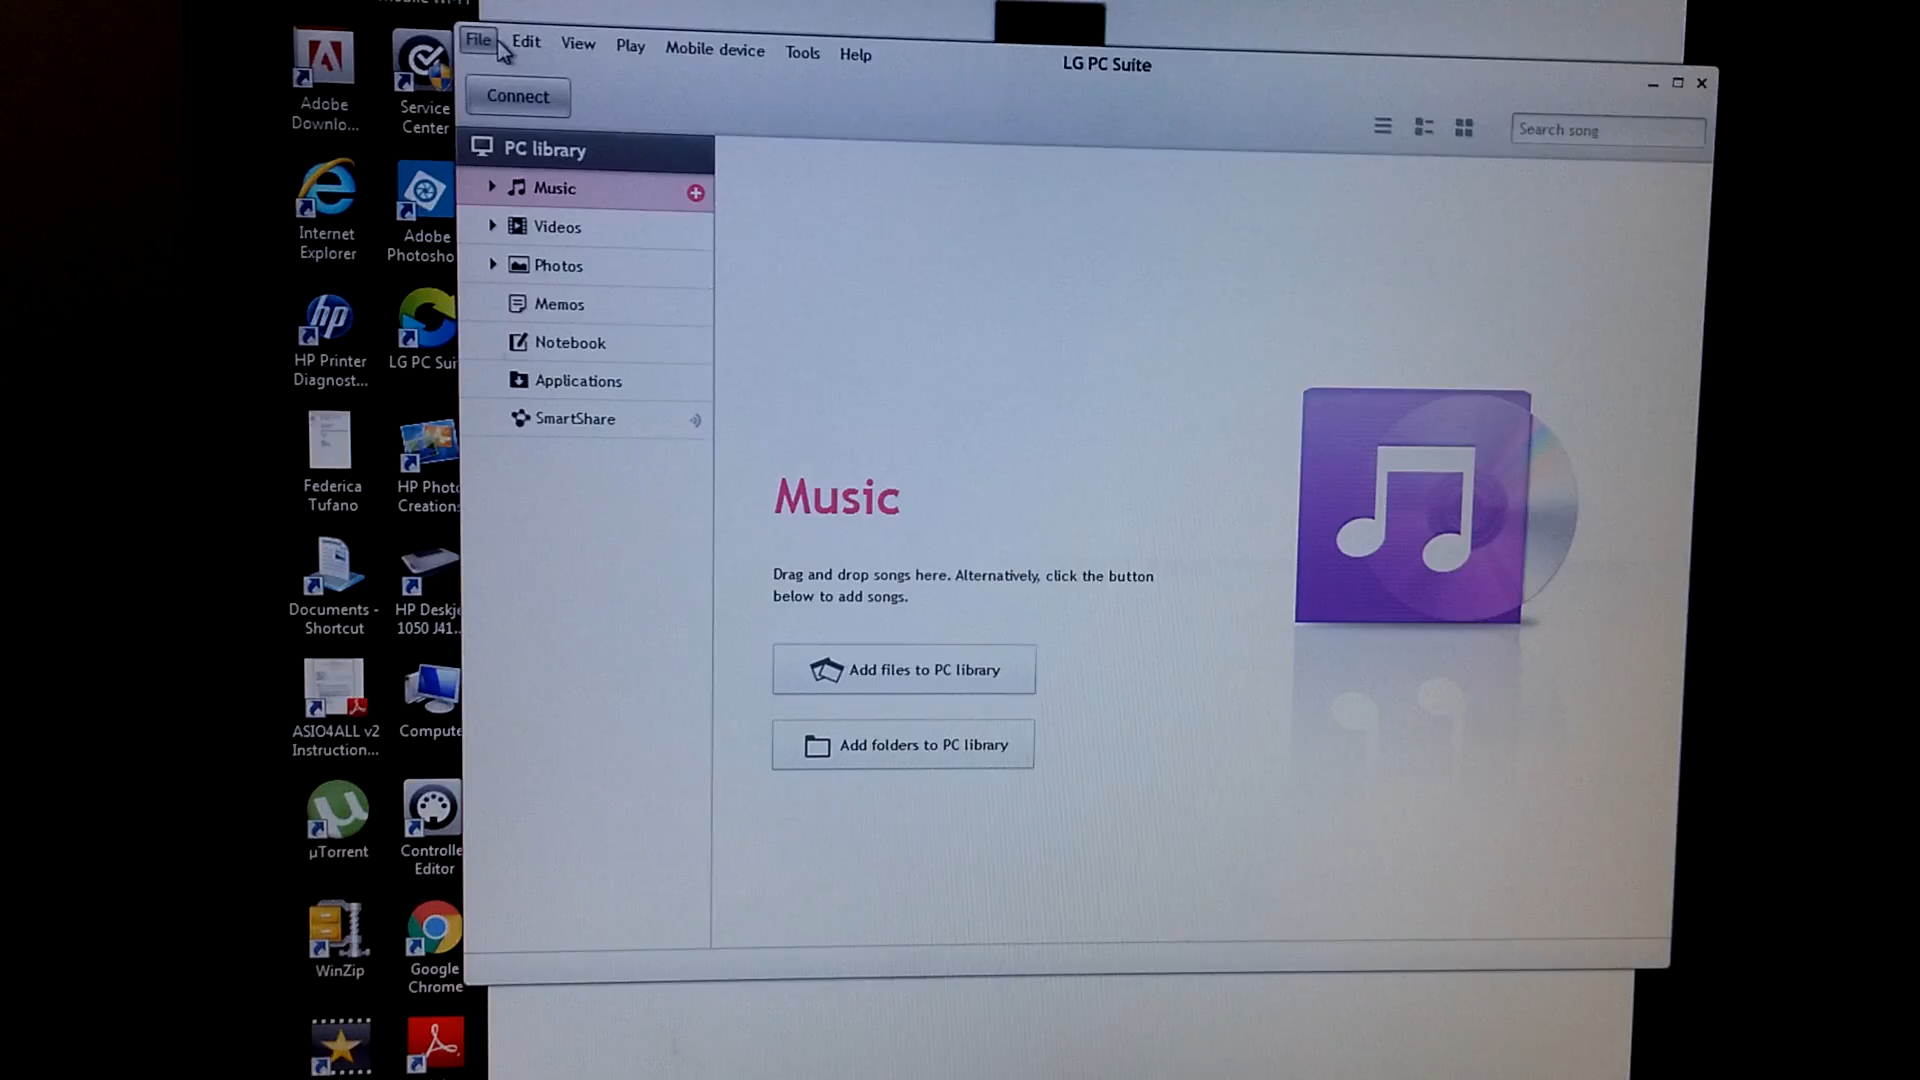 File Edit View Play Mobile device Tools Help
LG PC Suite
Connect
Search song
PC library
Music
Videos
Photos
Memos
Notebook
Applications
SmartShare
Music
Drag and drop songs here. Alternatively, click the button
below to add songs.
Add files to PC library
Add folders to PC library
Adobe
Downlo...
Service
Center
Internet
Explorer
Adobe
Photosho
hp
HP Printer
Diagnost...
LG PC Sui
Federica
Tufano
HP Phot
Creation
Documents -
Shortcut
HP Deskj
1050 J41..
ASIO4ALL v2
Instruction...
Compute
µTorrent
Controlle
Editor
WinZip
Google
Chrome